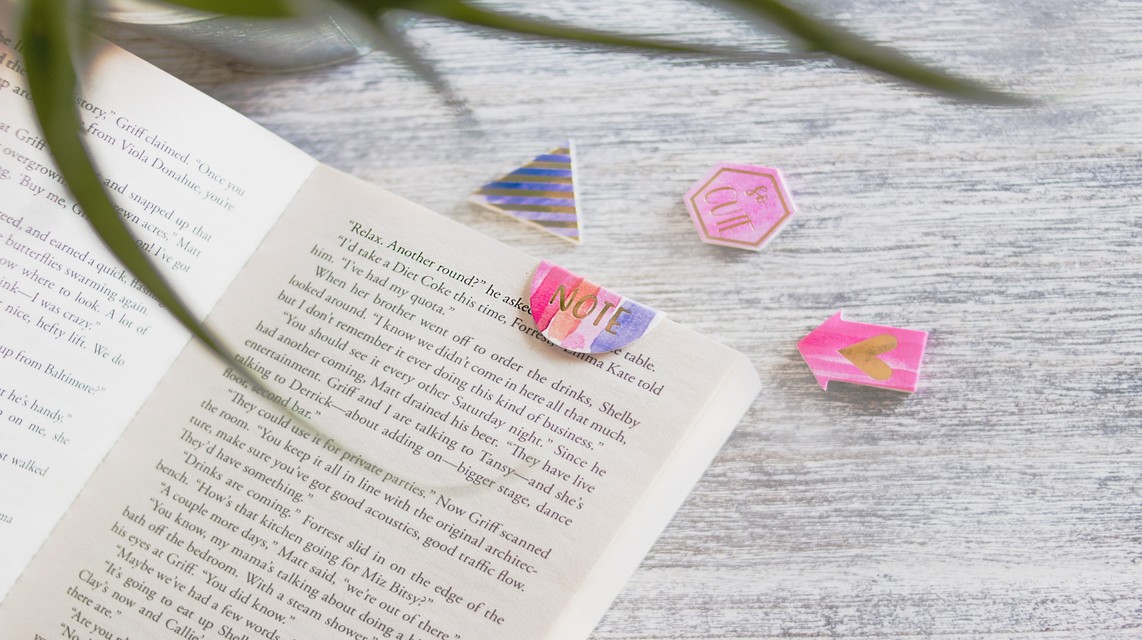 story," Griff claimed. "Once you
from Viola Donahue, you're
and snapped up that
overgrown acres," Matt
"Buy me, on! I've got
and earned a quick, flashing
butterflies swarming again.
ow where to look. A lot of
ink—I was crazy."
nice, hefty life. We do
up from Baltimore?"
he's handy."
on me, she
st walked
"Relax. Another round?" he asked
"I'd take a Diet Coke this time, Forrest," Emma Kate told
him. "I've had my quota."
When her brother went off to order the drinks, Shelby
looked around. "I know we didn't come in here all that much,
but I don't remember it ever doing this kind of business."
"You should see it every other Saturday night." Since he
had another coming, Matt drained his beer. "They have live
entertainment. Griff and I are talking to Tansy—and she's
talking to Derrick—about adding on—bigger stage, dance
floor, second bar."
"They could use it for private parties." Now Griff scanned
the room. "You keep it all in line with the original architec-
ture, make sure you've got good acoustics, good traffic flow.
They'd have something."
"Drinks are coming." Forrest slid in on the edge of the
bench. "How's that kitchen going for Miz Bitsy?"
"A couple more days," Matt said, "we're out of there."
"You know, my mama's talking about doing a
bath off the bedroom. With a steam shower."
his eyes at Griff. "You did know."
"Maybe we've had a few words
"It's going to eat up
Clay's now and
there are."
"Are you
"No,
table.
NOTE
so
CUTE